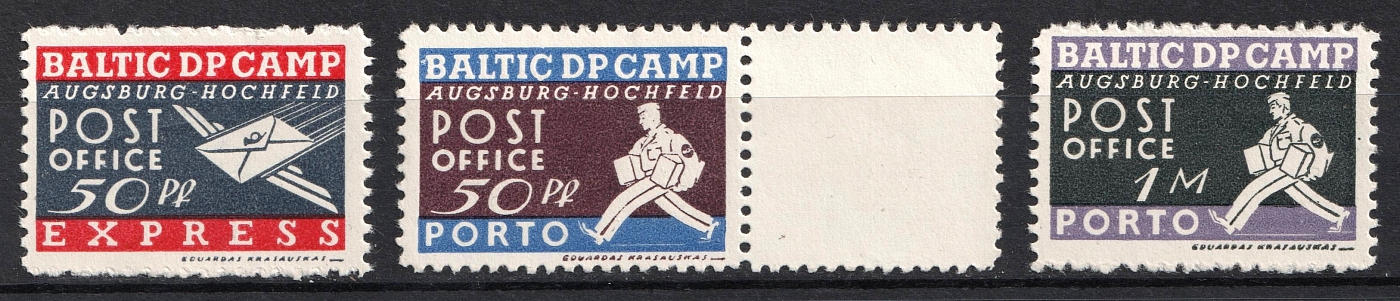 BALTIC DP CAMP
AUGSBURG-HOCHFELD
POST
OFFICE
50 Pf
EXPRESS
EDUARDAS KRASAUSKAS
BALTIC DP CAMP
AUGSBURG-HOCHFELD
POST
OFFICE
50 Pf
PORTO
EDUARDAS KRASAUSKAS
BALTIC DP CAMP
AUGSBURG-HOCHFELD
POST
OFFICE
1 M
PORTO
EDUARDAS KRASAUSKAS